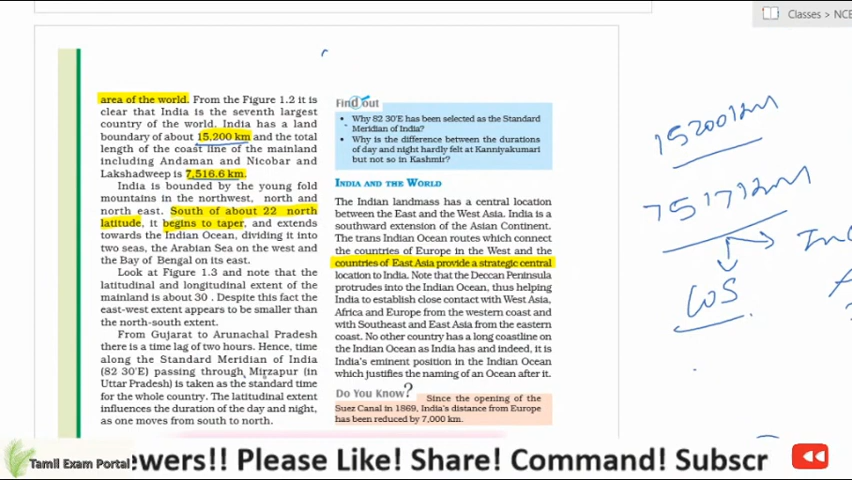 Classes > NCE
area of the world. From the Figure 1.2 it is
clear that India is the seventh largest
country of the world. India has a land
boundary of about 15,200 km and the total
length of the coast line of the mainland
including Andaman and Nicobar and
Lakshadweep is 7,516.6 km.
India is bounded by the young fold
mountains in the northwest, north and
north east. South of about 22 north
latitude, it begins to taper, and extends
towards the Indian Ocean, dividing it into
two seas, the Arabian Sea on the west and
the Bay of Bengal on its east.
Look at Figure 1.3 and note that the
latitudinal and longitudinal extent of the
mainland is about 30 . Despite this fact the
east-west extent appears to be smaller than
the north-south extent.
From Gujarat to Arunachal Pradesh
there is a time lag of two hours. Hence, time
along the Standard Meridian of India
(82 30'E) passing through Mirzapur (in
Uttar Pradesh) is taken as the standard time
for the whole country. The latitudinal extent
influences the duration of the day and night,
as one moves from south to north.
Find out
• Why 82 30'E has been selected as the Standard
Meridian of India?
• Why is the difference between the durations
of day and night hardly felt at Kanniyakumari
but not so in Kashmir?
INDIA AND THE WORLD
The Indian landmass has a central location
between the East and the West Asia. India is a
southward extension of the Asian Continent.
The trans Indian Ocean routes which connect
the countries of Europe in the West and the
countries of East Asia provide a strategic central
location to India. Note that the Deccan Peninsula
protrudes into the Indian Ocean, thus helping
India to establish close contact with West Asia,
Africa and Europe from the western coast and
with Southeast and East Asia from the eastern
coast. No other country has a long coastline on
the Indian Ocean as India has and indeed, it is
India's eminent position in the Indian Ocean
which justifies the naming of an Ocean after it.
Do You Know?
Since the opening of the
Suez Canal in 1869, India's distance from Europe
has been reduced by 7,000 km.
15200km
7517km
Tamil Exam Portal
ewers!! Please Like! Share! Command! Subscr